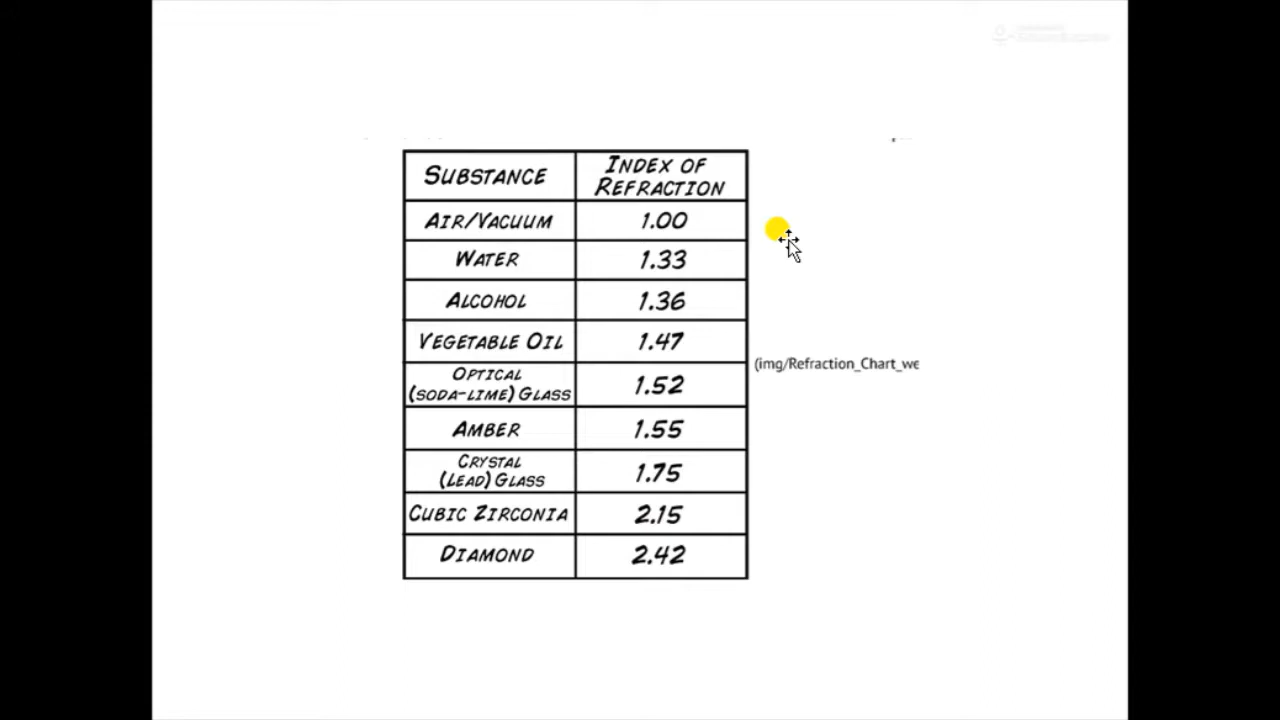 SUBSTANCE
INDEX OF
REFRACTION
AIR/VACUUM
1.00
WATER
1.33
ALCOHOL
1.36
VEGETABLE OIL
1.47
OPTICAL
(SODA-LIME) GLASS
1.52
AMBER
1.55
CRYSTAL
(LEAD) GLASS
1.75
CUBIC ZIRCONIA
2.15
DIAMOND
2.42
(img/Refraction_Chart_we